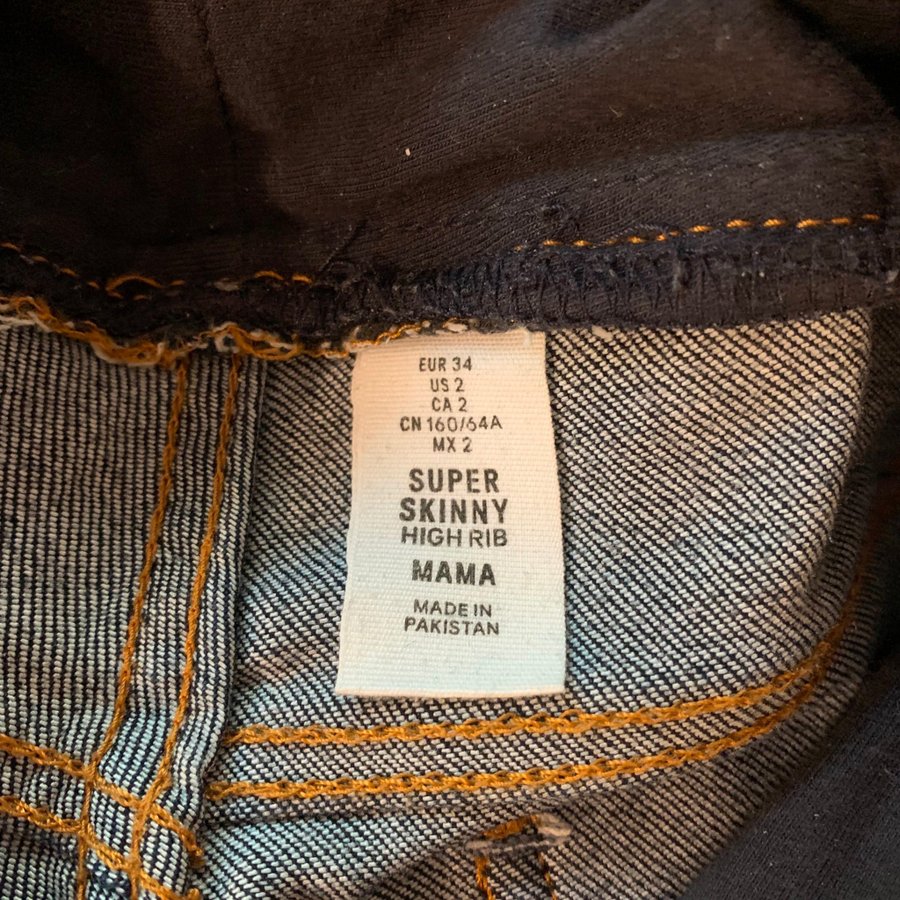 EUR 34
US 2
CA 2
CN 160/64A
MX 2
SUPER
SKINNY
HIGH RIB
MAMA
MADE IN
PAKISTAN